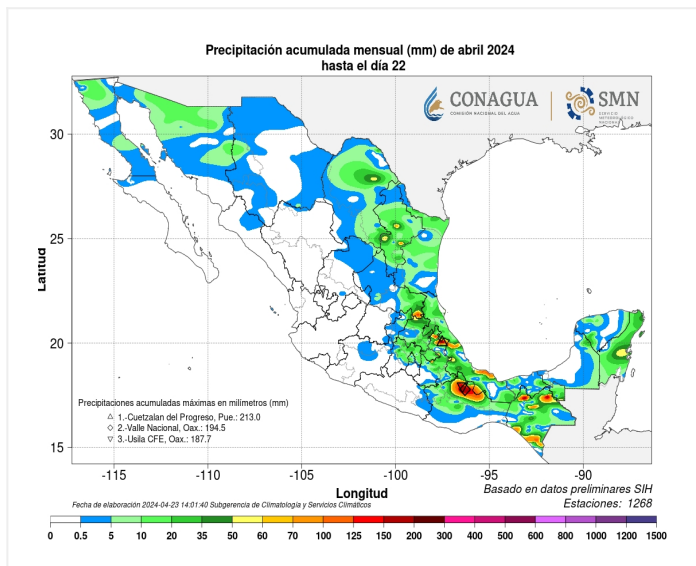 Precipitación acumulada mensual (mm) de abril 2024
hasta el día 22
CONAGUA
COMISIÓN NACIONAL DEL AGUA
SMN
SERVICIO
METEOROLÓGICO
NACIONAL
Latitud
30
25
20
15
Precipitaciones acumuladas máximas en milímetros (mm)
1.-Cuetzalan del Progreso, Pue.: 213.0
2.-Valle Nacional, Oax.: 194.5
3.-Usila CFE, Oax.: 187.7
-115 -110 -105 -100 -95 -90
Longitud
Basado en datos preliminares SIH
Fecha de elaboración 2024-04-23 14:01:40 Subgerencia de Climatología y Servicios Climáticos
Estaciones: 1268
0 0.5 5 10 20 35 50 60 70 100 125 150 200 300 400 500 600 800 1000 1200 1500